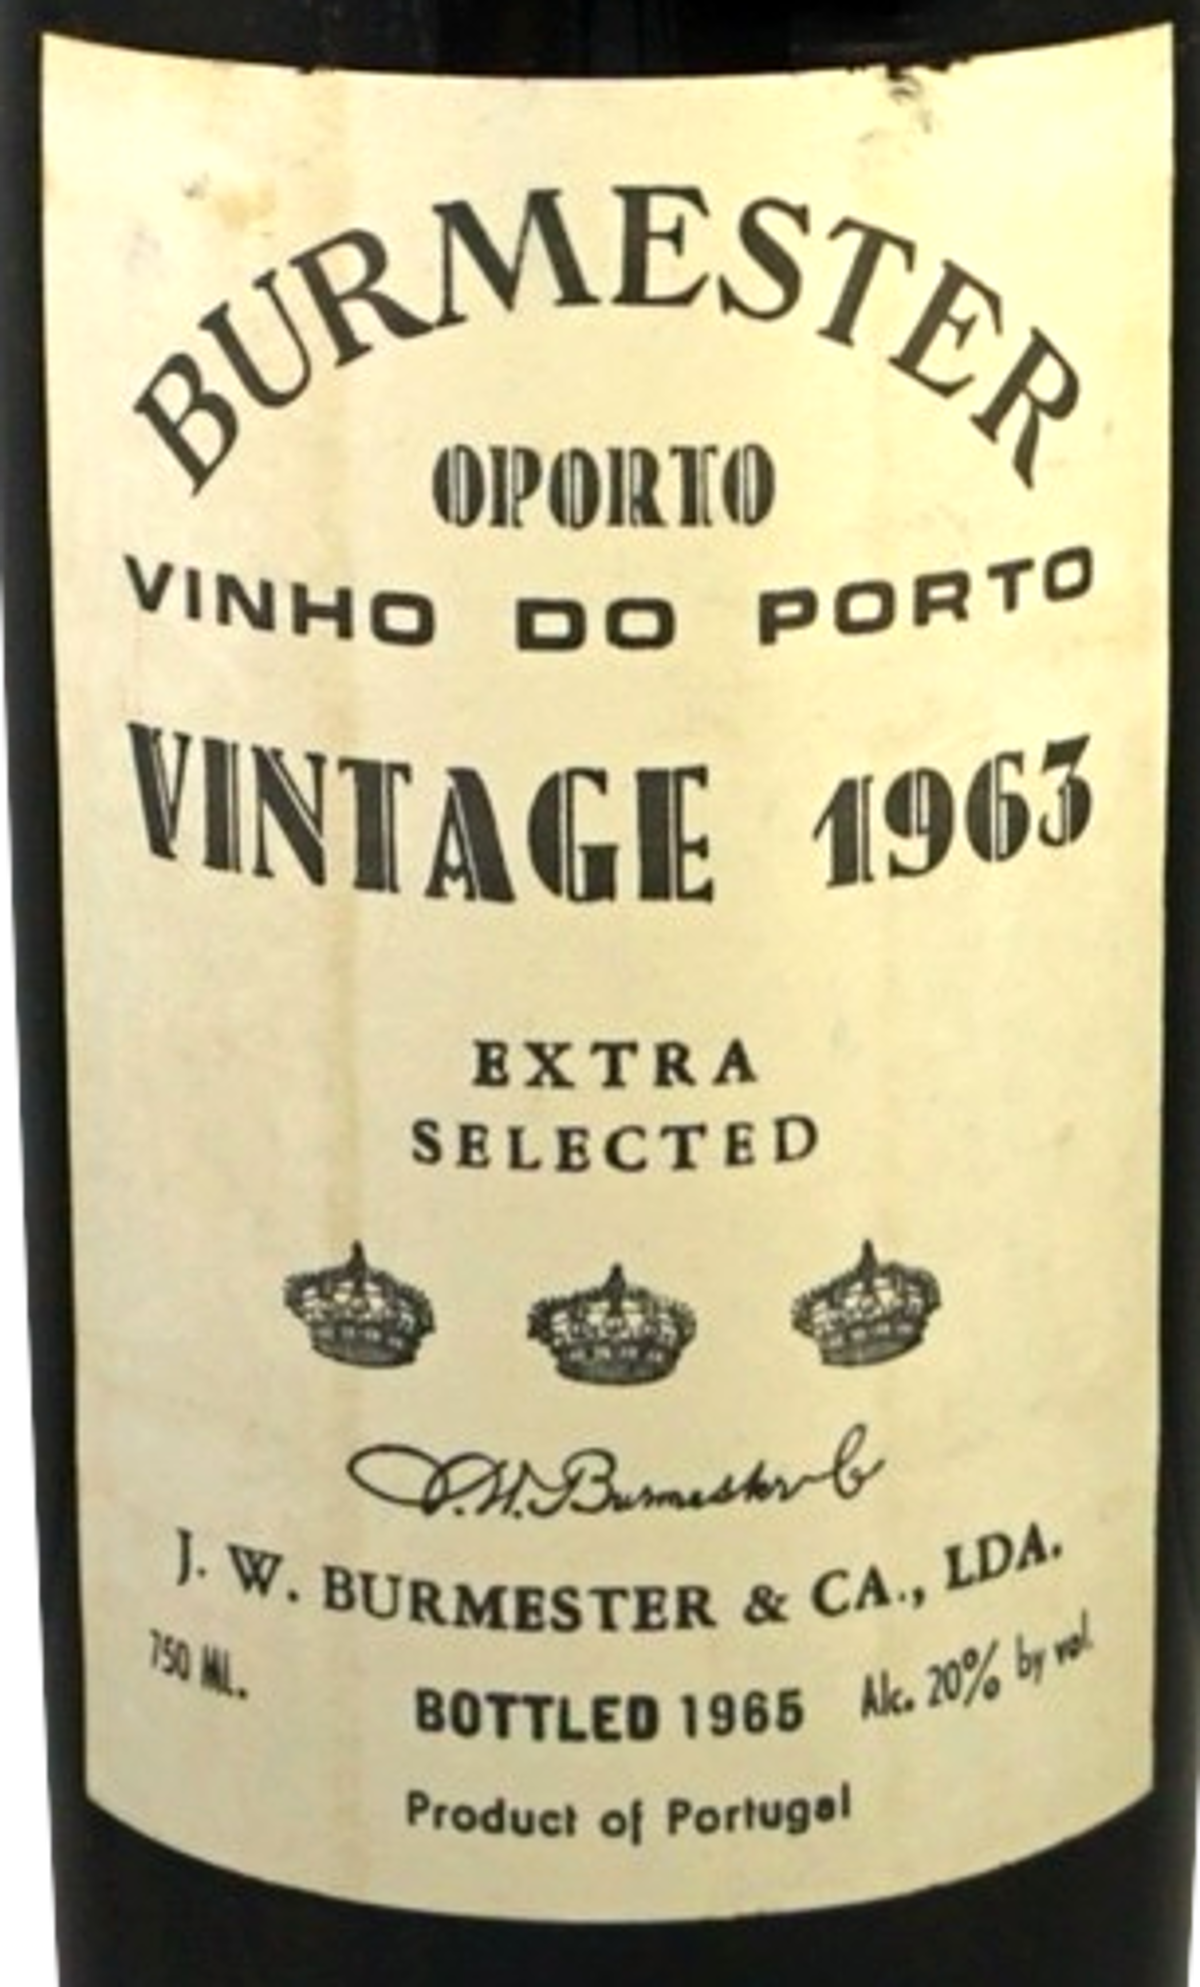 BURMESTER
OPORTO
VINHO DO PORTO
VINTAGE 1963
EXTRA
SELECTED
J. W. Burmester & C
J. W. BURMESTER & CA., LDA.
750 ML.
BOTTLED 1965
Alc. 20% by vol.
Product of Portugal